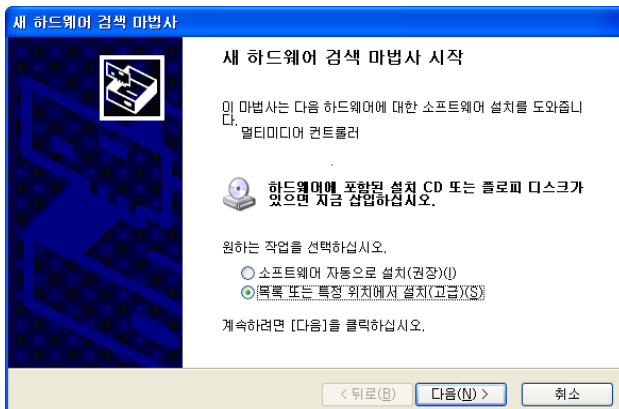 새 하드웨어 검색 마법사
새 하드웨어 검색 마법사 시작
이 마법사는 다음 하드웨어에 대한 소프트웨어 설치를 도와줍니
다.
멀티미디어 컨트롤러
하드웨어에 포함된 설치 CD 또는 플로피 디스크가
있으면 지금 삽입하십시오.
원하는 작업을 선택하십시오.
소프트웨어 자동으로 설치(권장)(I)
목록 또는 특정 위치에서 설치(고급)(S)
계속하려면 [다음]을 클릭하십시오.
< 뒤로(B) 다음(N) > 취소